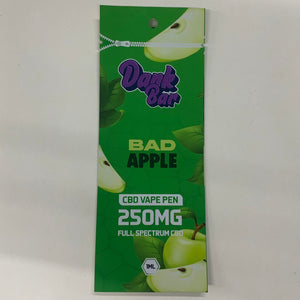 Dank
Bar
BAD
APPLE
CBD VAPE PEN
250MG
FULL SPECTRUM CBD
1ML